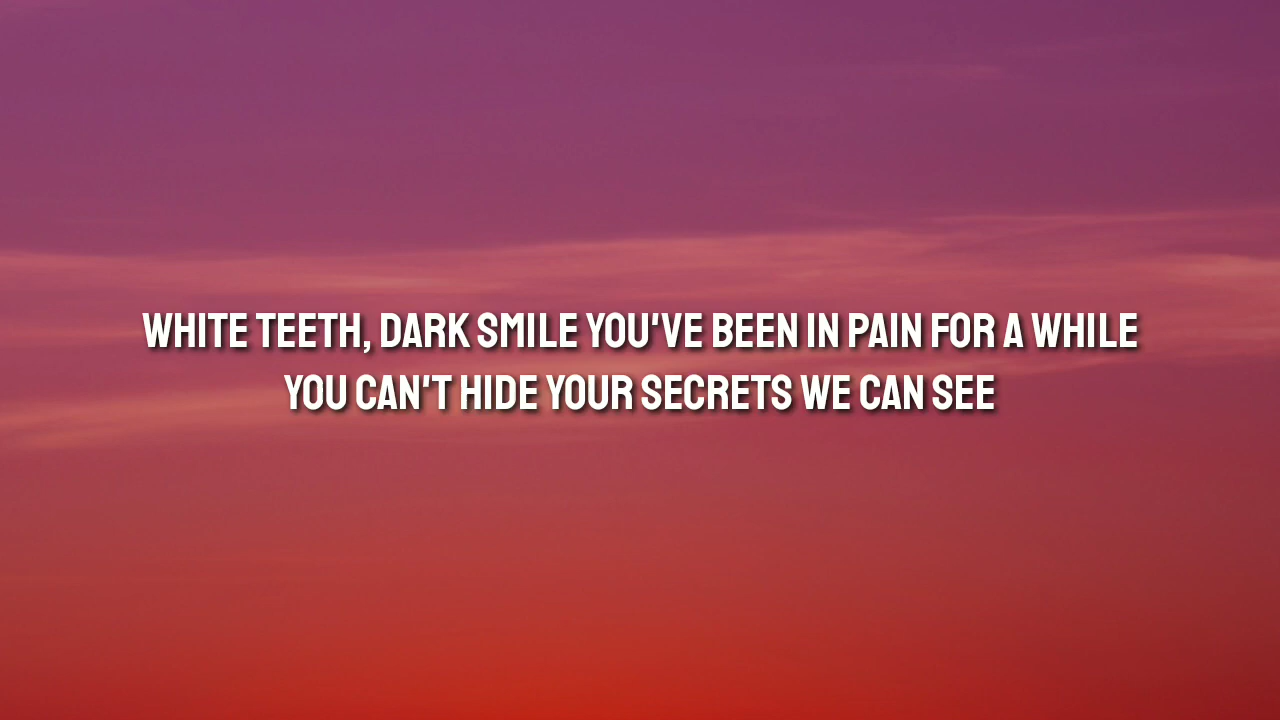 WHITE TEETH, DARK SMILE YOU'VE BEEN IN PAIN FOR A WHILE
YOU CAN'T HIDE YOUR SECRETS WE CAN SEE